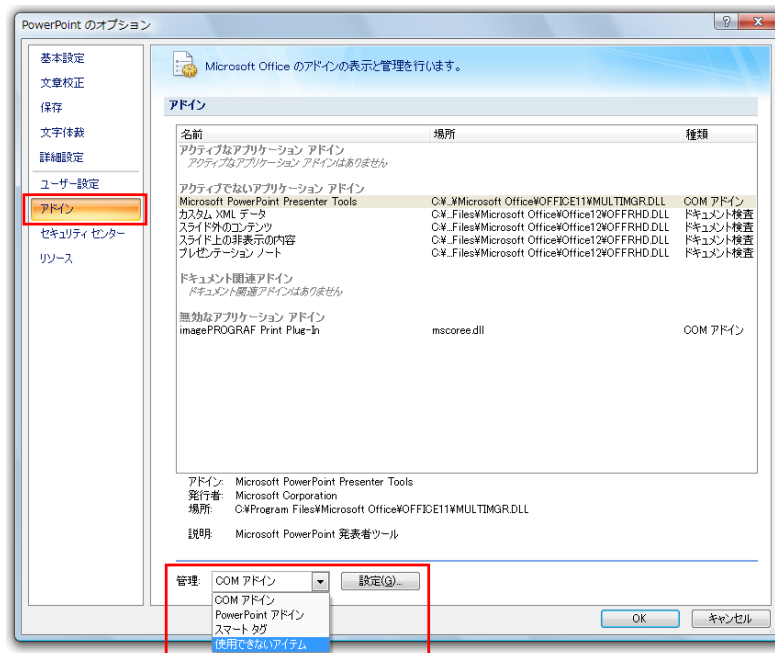 PowerPoint のオプション
基本設定
文章校正
保存
文字体裁
詳細設定
ユーザー設定
アドイン
セキュリティ センター
リソース
Microsoft Office のアドインの表示と管理を行います。
アドイン
名前 場所 種類
アクティブなアプリケーション アドイン
アクティブなアプリケーション アドインはありません
アクティブでないアプリケーション アドイン
Microsoft PowerPoint Presenter Tools C:¥...¥Microsoft Office¥OFFICE11¥MULTIMGR.DLL COM アドイン
カスタム XML データ C:¥...Files¥Microsoft Office¥Office12¥OFFRHD.DLL ドキュメント検査
スライド外のコンテンツ C:¥...Files¥Microsoft Office¥Office12¥OFFRHD.DLL ドキュメント検査
スライド上の非表示の内容 C:¥...Files¥Microsoft Office¥Office12¥OFFRHD.DLL ドキュメント検査
プレゼンテーション ノート C:¥...Files¥Microsoft Office¥Office12¥OFFRHD.DLL ドキュメント検査
ドキュメント関連アドイン
ドキュメント関連アドインはありません
無効なアプリケーション アドイン
imagePROGRAF Print Plug-In mscoree.dll COM アドイン
アドイン: Microsoft PowerPoint Presenter Tools
発行者: Microsoft Corporation
場所: C:¥Program Files¥Microsoft Office¥OFFICE11¥MULTIMGR.DLL
説明: Microsoft PowerPoint 発表者ツール
管理: COM アドイン 設定(G)...
COM アドイン
PowerPoint アドイン
スマート タグ
使用できないアイテム
OK キャンセル